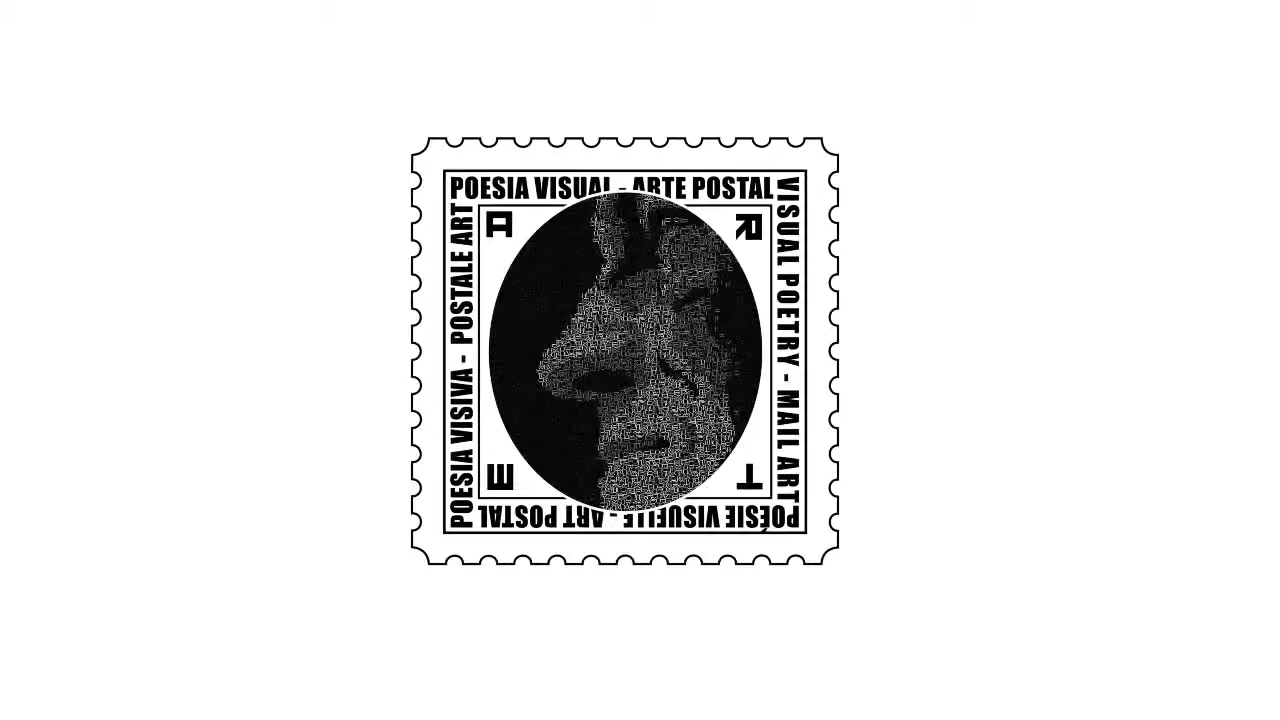 POESIA VISUAL - ARTE POSTAL
VISUAL POETRY - MAIL ART
POÉSIE VISUELLE - ART POSTAL
POESIA VISIVA - POSTALE ART
A R
T E